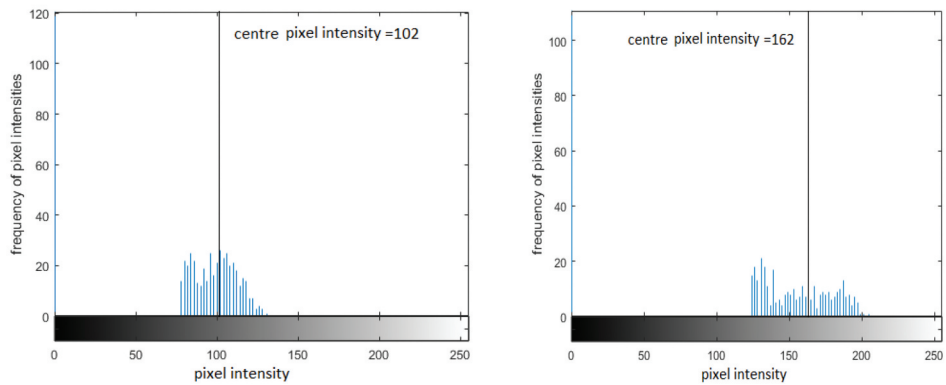 120
100
80
60
40
20
0
frequency of pixel intensities
centre pixel intensity =102
0 50 100 150 200 250
pixel intensity
100
80
60
40
20
0
frequency of pixel intensities
centre pixel intensity =162
0 50 100 150 200 250
pixel intensity